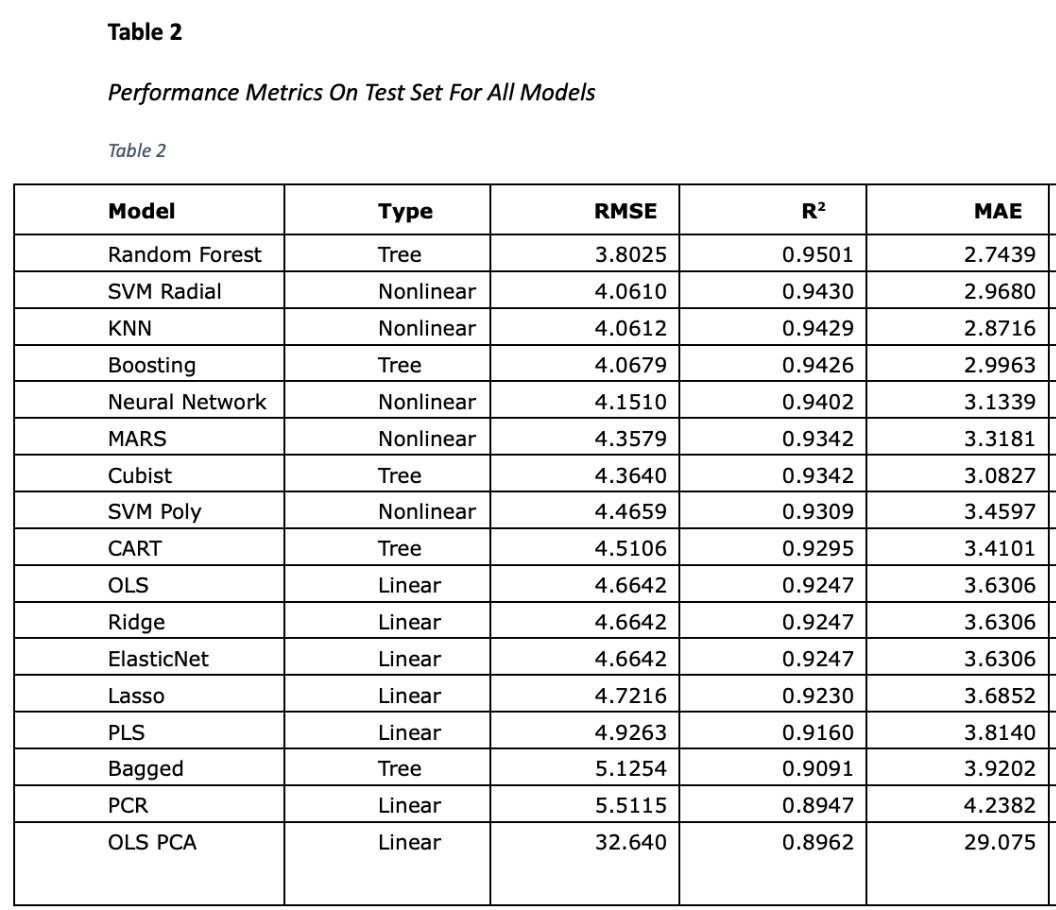 Table 2
Performance Metrics On Test Set For All Models
Table 2
Model Type RMSE R² MAE
Random Forest Tree 3.8025 0.9501 2.7439
SVM Radial Nonlinear 4.0610 0.9430 2.9680
KNN Nonlinear 4.0612 0.9429 2.8716
Boosting Tree 4.0679 0.9426 2.9963
Neural Network Nonlinear 4.1510 0.9402 3.1339
MARS Nonlinear 4.3579 0.9342 3.3181
Cubist Tree 4.3640 0.9342 3.0827
SVM Poly Nonlinear 4.4659 0.9309 3.4597
CART Tree 4.5106 0.9295 3.4101
OLS Linear 4.6642 0.9247 3.6306
Ridge Linear 4.6642 0.9247 3.6306
ElasticNet Linear 4.6642 0.9247 3.6306
Lasso Linear 4.7216 0.9230 3.6852
PLS Linear 4.9263 0.9160 3.8140
Bagged Tree 5.1254 0.9091 3.9202
PCR Linear 5.5115 0.8947 4.2382
OLS PCA Linear 32.640 0.8962 29.075